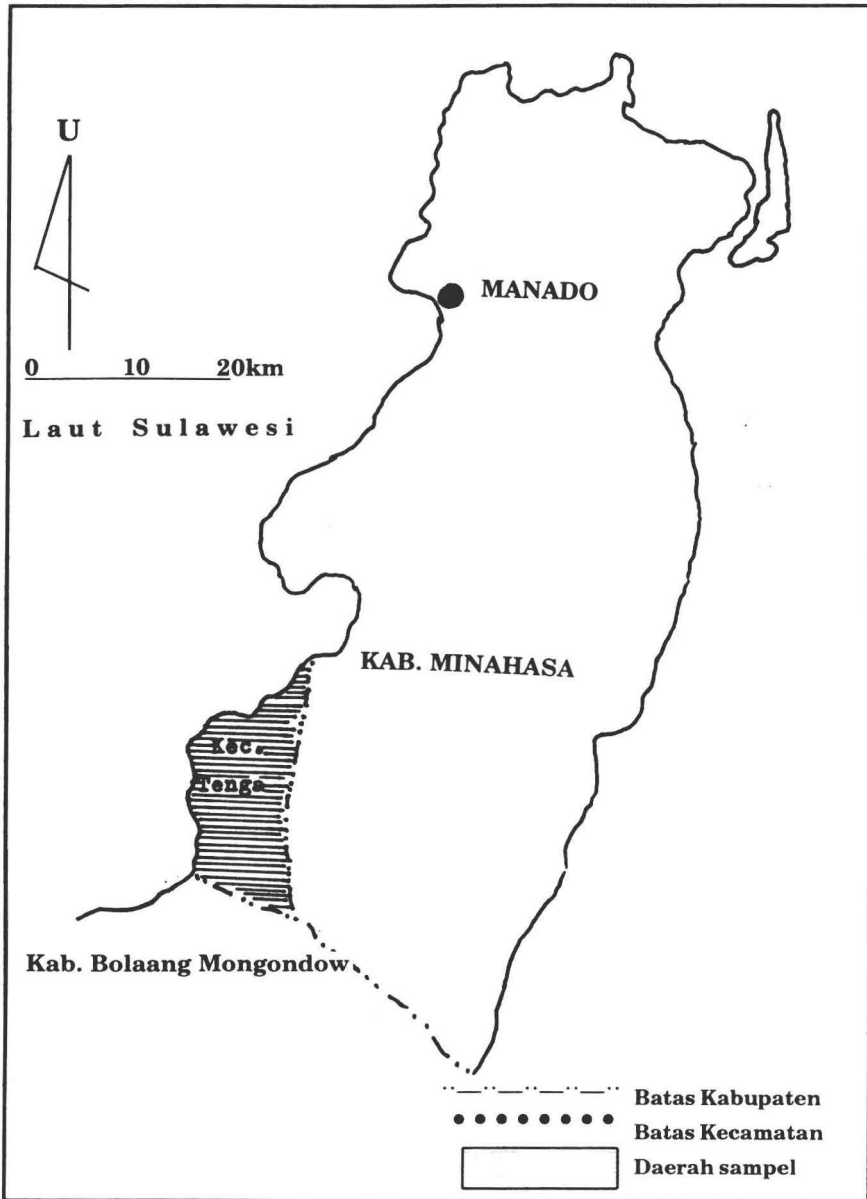 U
MANADO
0 10 20km
Laut Sulawesi
KAB. MINAHASA
Kec.
Tenga
Kab. Bolaang Mongondow
Batas Kabupaten
Batas Kecamatan
Daerah sampel